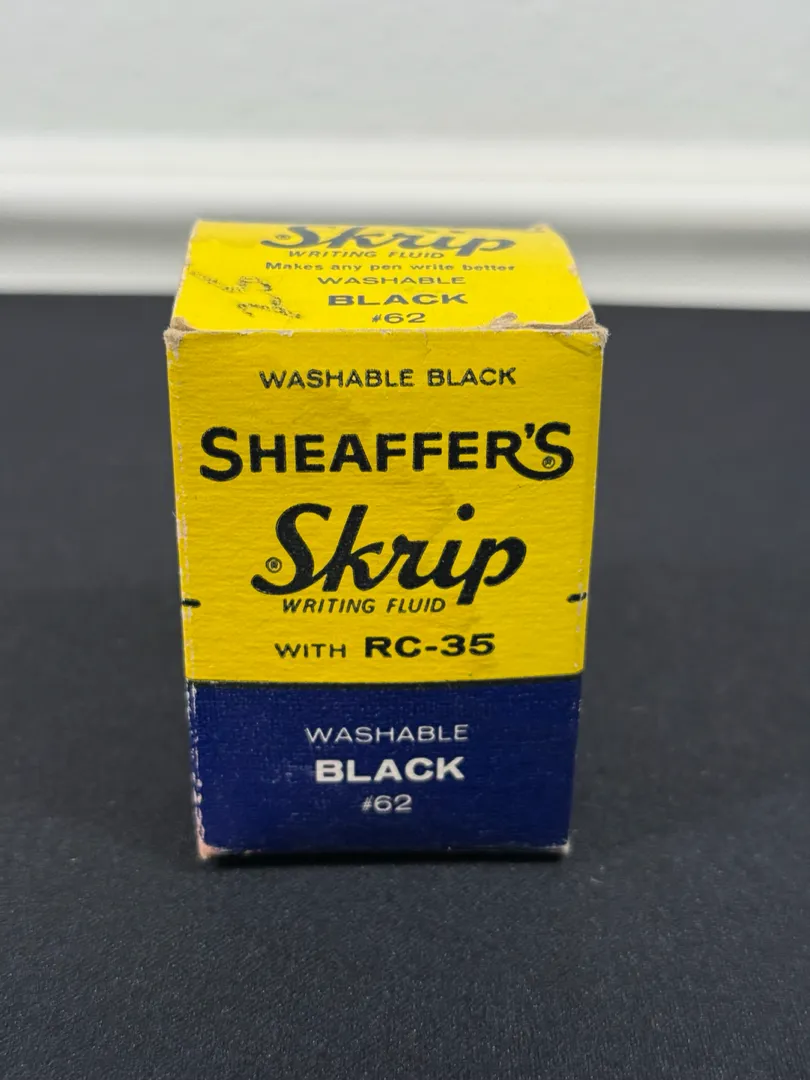 ® Skrip
WRITING FLUID
Makes any pen write better
WASHABLE
BLACK
#62
WASHABLE BLACK
SHEAFFER'S®
® Skrip
WRITING FLUID
WITH RC-35
WASHABLE
BLACK
#62